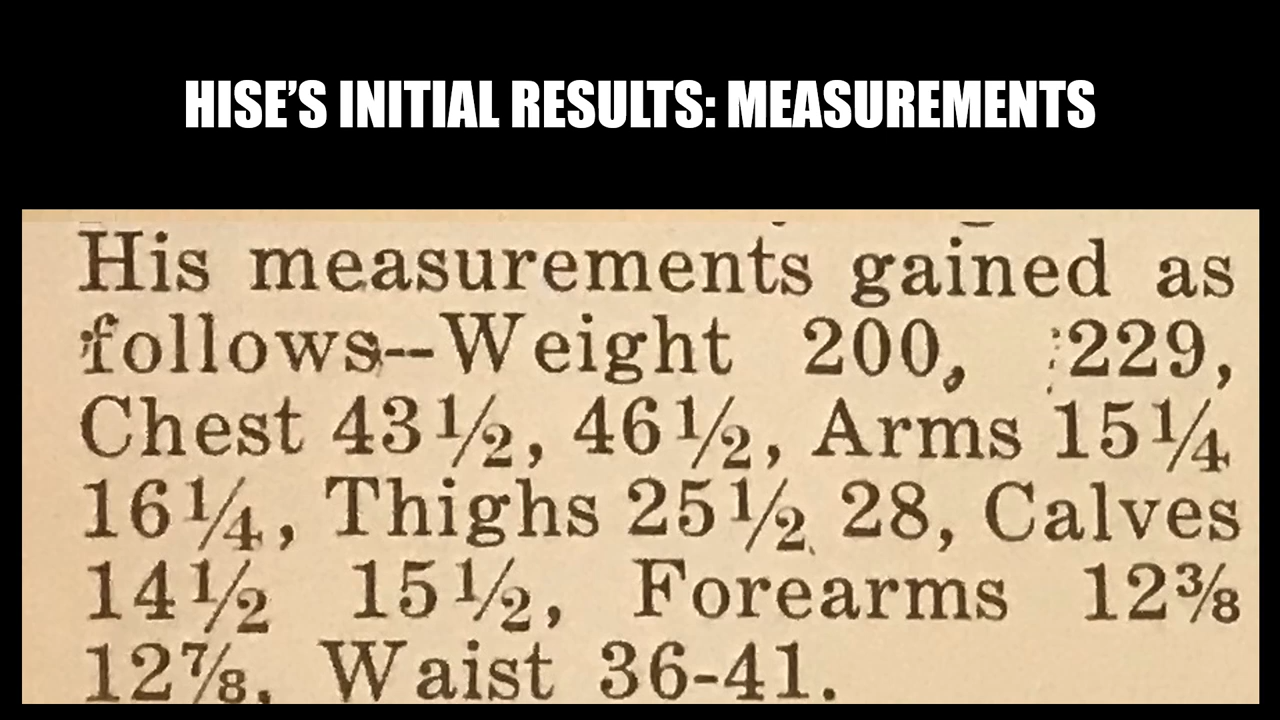 HISE'S INITIAL RESULTS: MEASUREMENTS
His measurements gained as
follows--Weight 200, 229,
Chest 43½, 46½, Arms 15¼
16¼, Thighs 25½ 28, Calves
14½ 15½, Forearms 12⅜
12⅞, Waist 36-41.